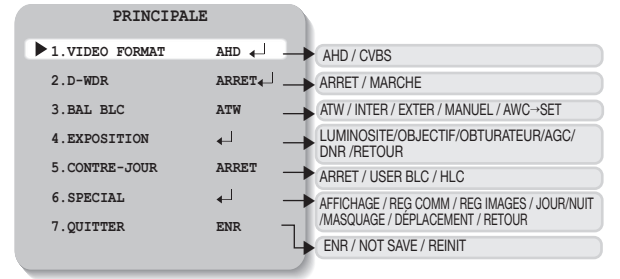 PRINCIPALE
1.VIDEO FORMAT AHD ↵ AHD / CVBS
2.D-WDR ARRET↵ ARRET / MARCHE
3.BAL BLC ATW ATW / INTER / EXTER / MANUEL / AWC→SET
4.EXPOSITION ↵ LUMINOSITE/OBJECTIF/OBTURATEUR/AGC/
DNR /RETOUR
5.CONTRE-JOUR ARRET ARRET / USER BLC / HLC
6.SPECIAL ↵ AFFICHAGE / REG COMM / REG IMAGES / JOUR/NUIT
/MASQUAGE / DÉPLACEMENT / RETOUR
7.QUITTER ENR ENR / NOT SAVE / REINIT